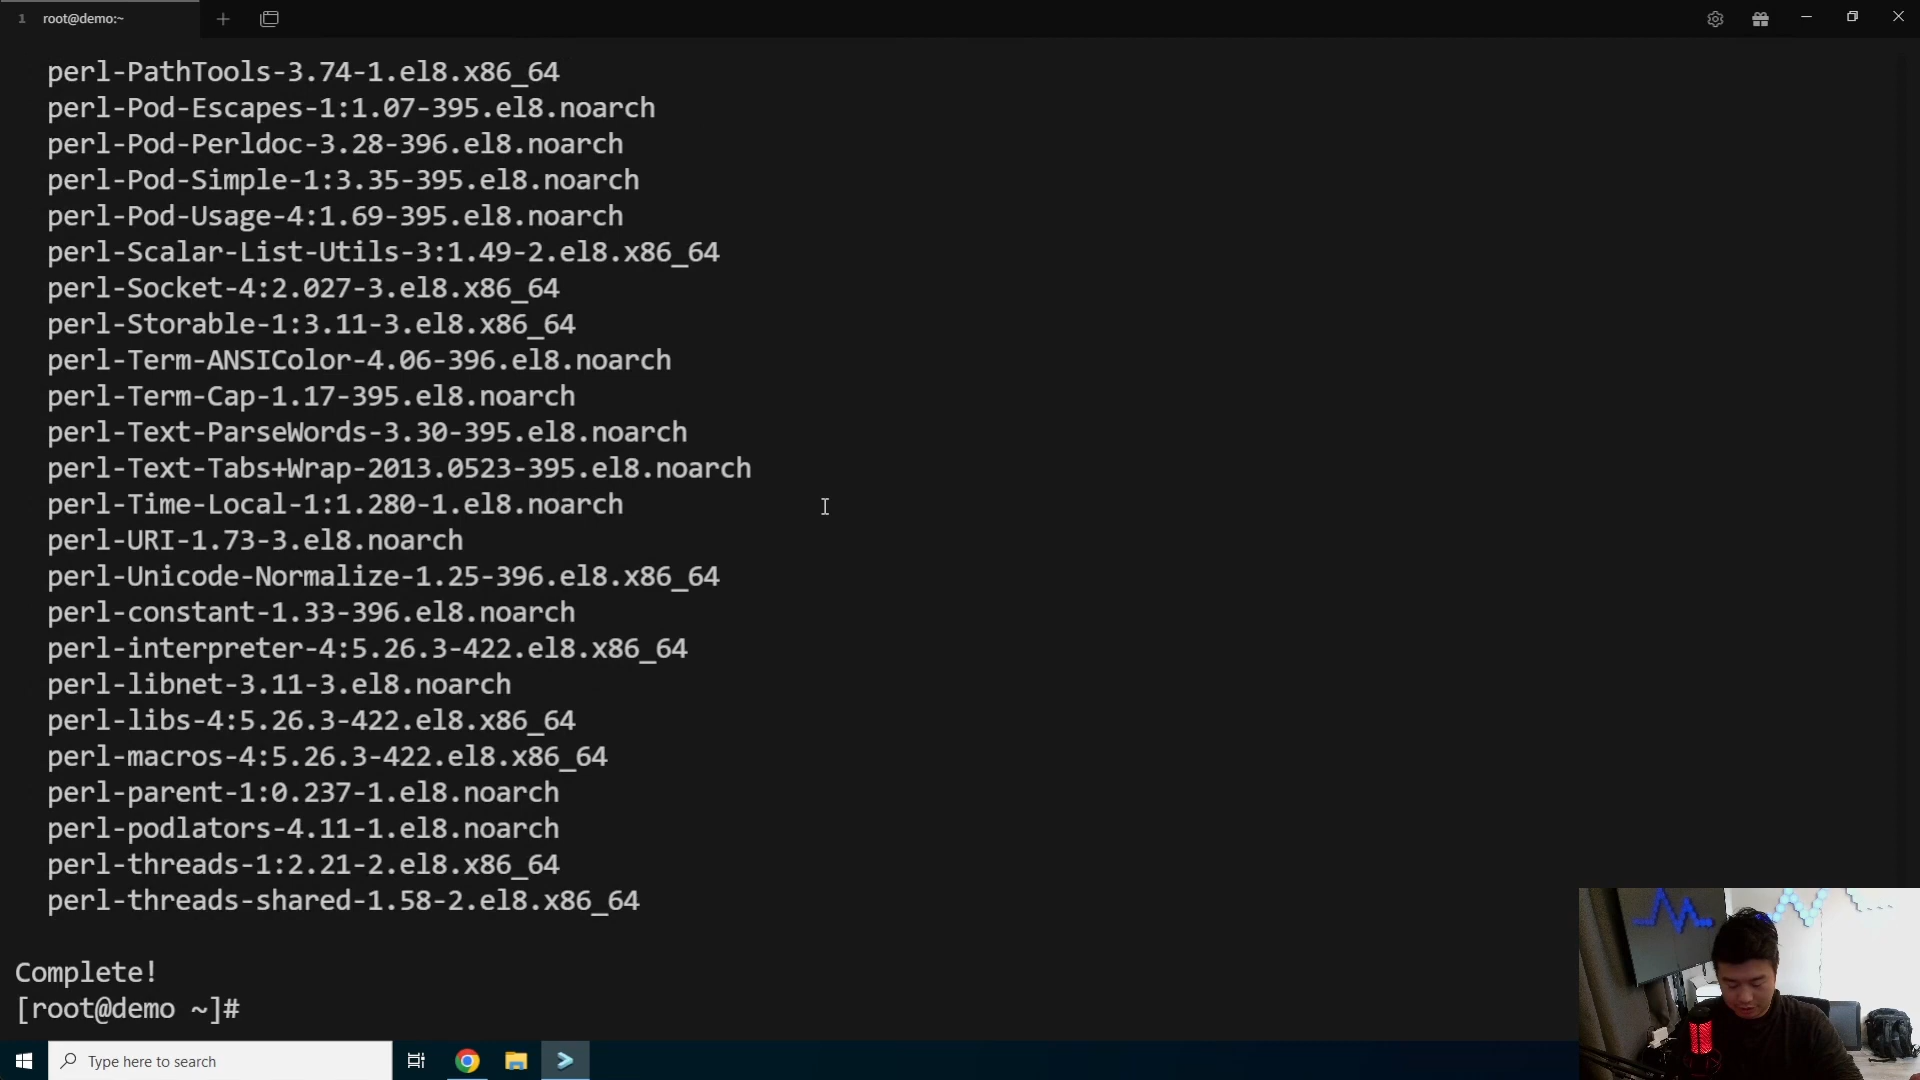 1 root@demo:~
perl-PathTools-3.74-1.el8.x86_64
perl-Pod-Escapes-1:1.07-395.el8.noarch
perl-Pod-Perldoc-3.28-396.el8.noarch
perl-Pod-Simple-1:3.35-395.el8.noarch
perl-Pod-Usage-4:1.69-395.el8.noarch
perl-Scalar-List-Utils-3:1.49-2.el8.x86_64
perl-Socket-4:2.027-3.el8.x86_64
perl-Storable-1:3.11-3.el8.x86_64
perl-Term-ANSIColor-4.06-396.el8.noarch
perl-Term-Cap-1.17-395.el8.noarch
perl-Text-ParseWords-3.30-395.el8.noarch
perl-Text-Tabs+Wrap-2013.0523-395.el8.noarch
perl-Time-Local-1:1.280-1.el8.noarch
perl-URI-1.73-3.el8.noarch
perl-Unicode-Normalize-1.25-396.el8.x86_64
perl-constant-1.33-396.el8.noarch
perl-interpreter-4:5.26.3-422.el8.x86_64
perl-libnet-3.11-3.el8.noarch
perl-libs-4:5.26.3-422.el8.x86_64
perl-macros-4:5.26.3-422.el8.x86_64
perl-parent-1:0.237-1.el8.noarch
perl-podlators-4.11-1.el8.noarch
perl-threads-1:2.21-2.el8.x86_64
perl-threads-shared-1.58-2.el8.x86_64
Complete!
[root@demo ~]#
Type here to search